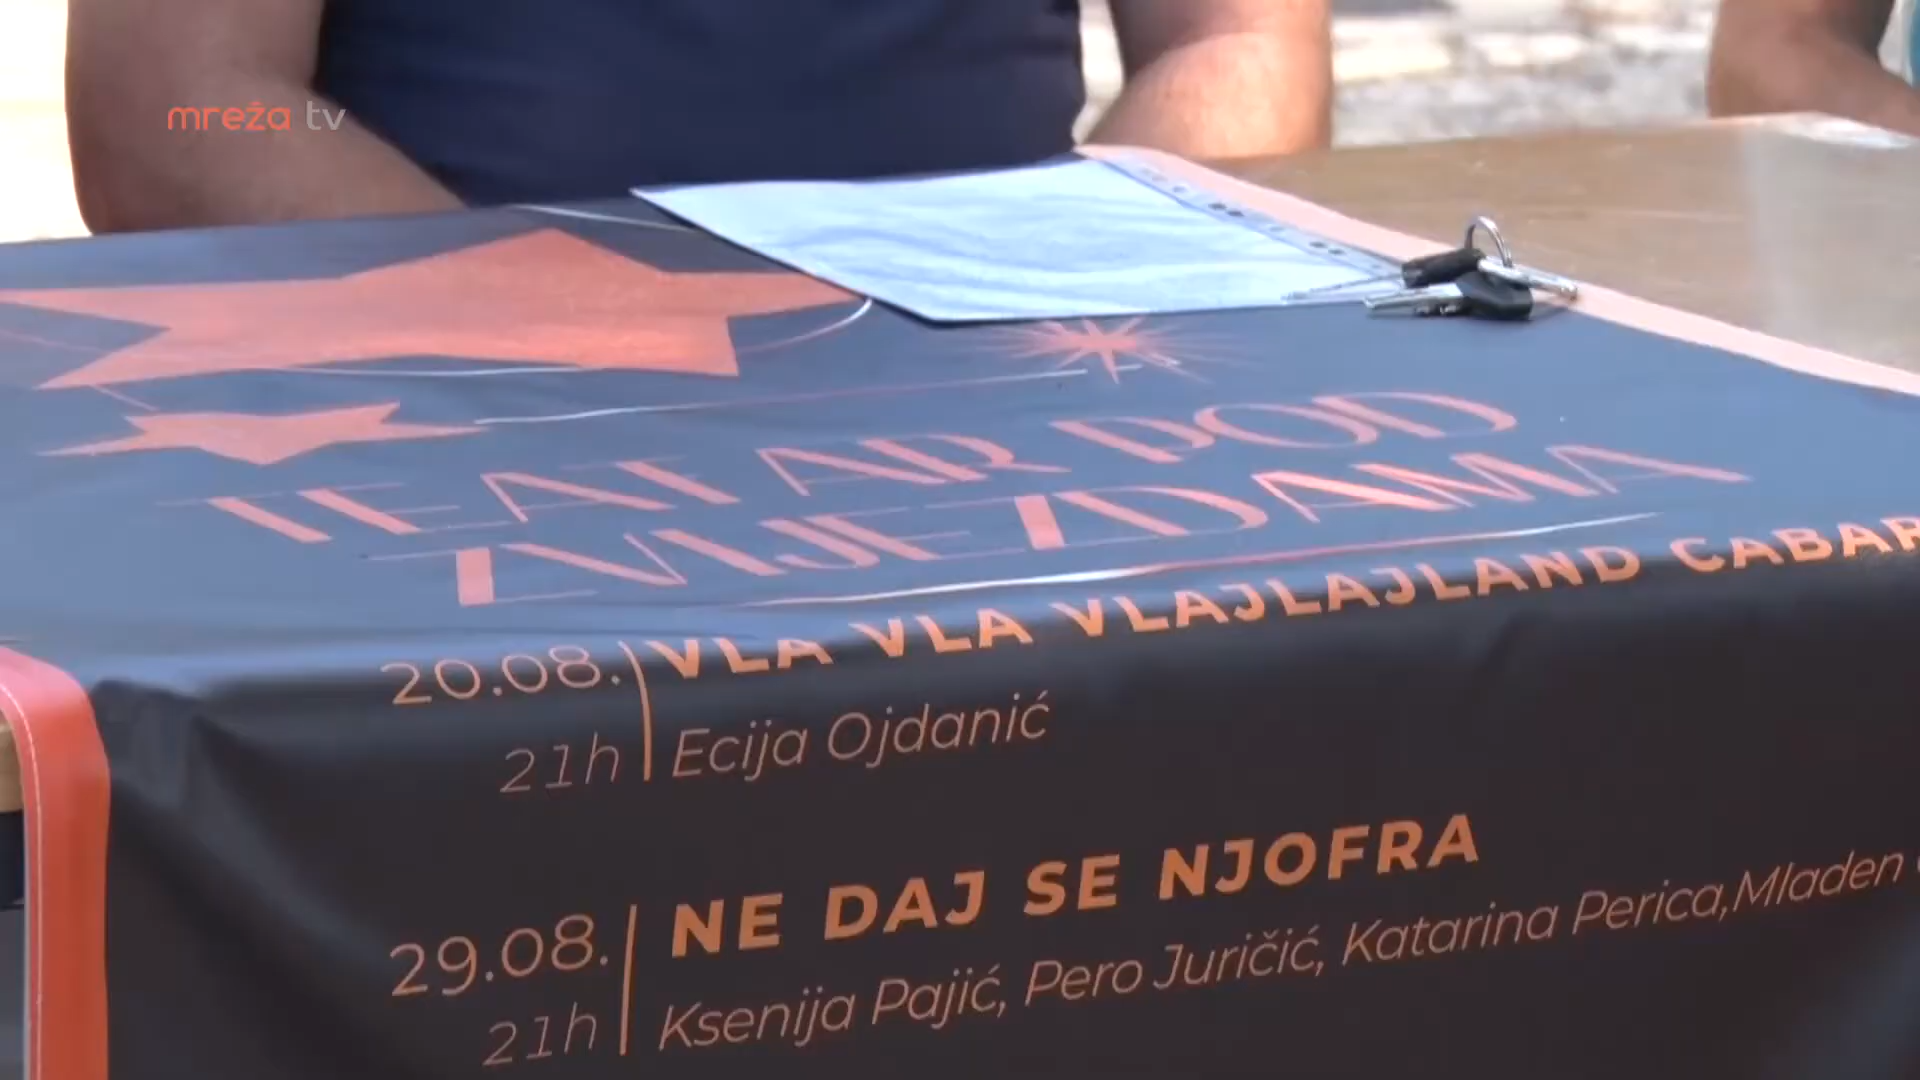 mreža tv
TEATAR POD
ZVIJEZDAMA
20.08. VLA VLA VLAJLAJLAND CABAR
21h Ecija Ojdanić
29.08. NE DAJ SE NJOFRA
21h Ksenija Pajić, Pero Juričić, Katarina Perica, Mladen